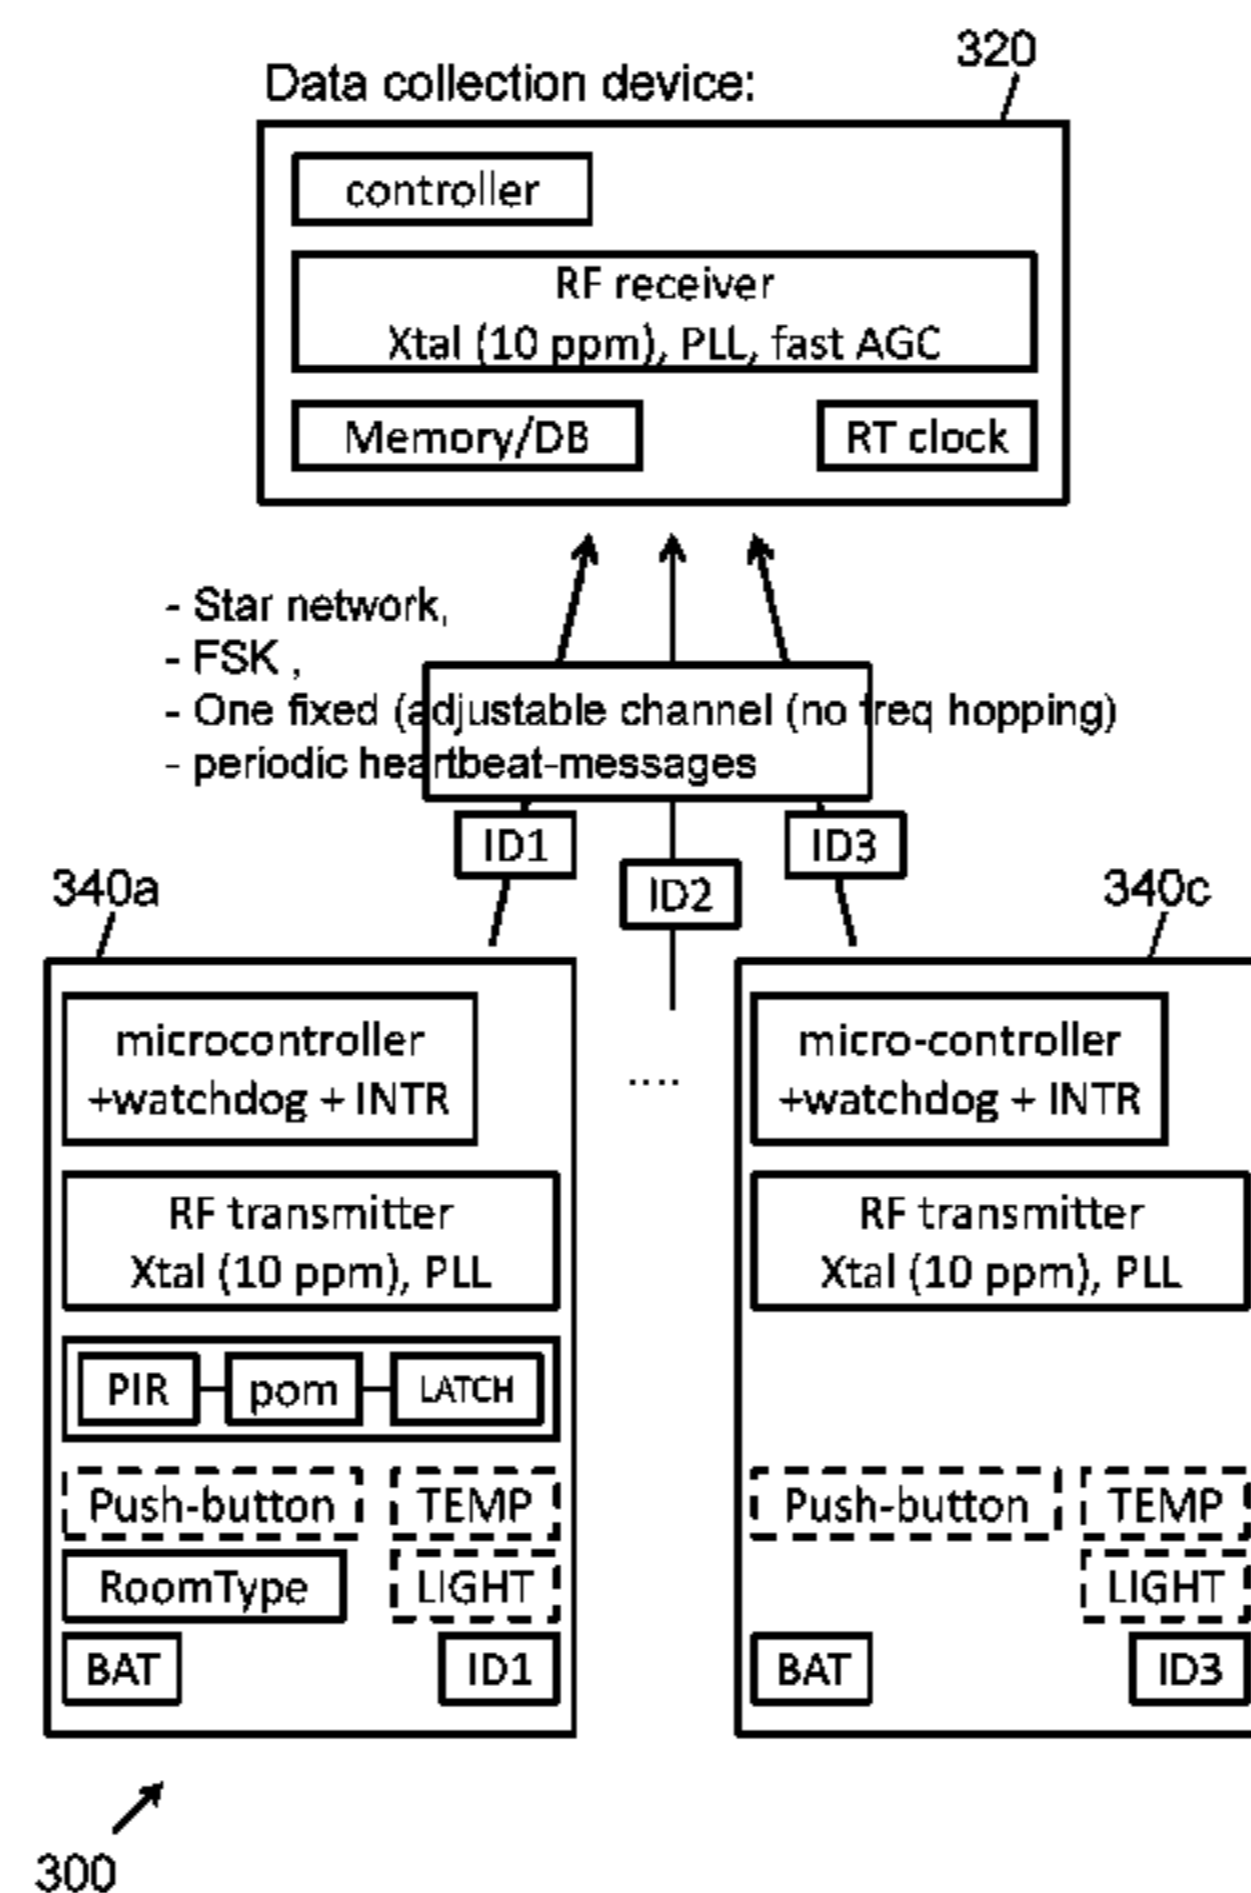 320
Data collection device:
controller
RF receiver
Xtal (10 ppm), PLL, fast AGC
Memory/DB
RT clock
- Star network,
- FSK ,
- One fixed (adjustable channel (no freq hopping)
- periodic heartbeat-messages
ID1
ID2
ID3
340a
microcontroller
+watchdog + INTR
RF transmitter
Xtal (10 ppm), PLL
PIR
pom
LATCH
Push-button
TEMP
RoomType
LIGHT
BAT
ID1
....
340c
micro-controller
+watchdog + INTR
RF transmitter
Xtal (10 ppm), PLL
Push-button
TEMP
LIGHT
BAT
ID3
300